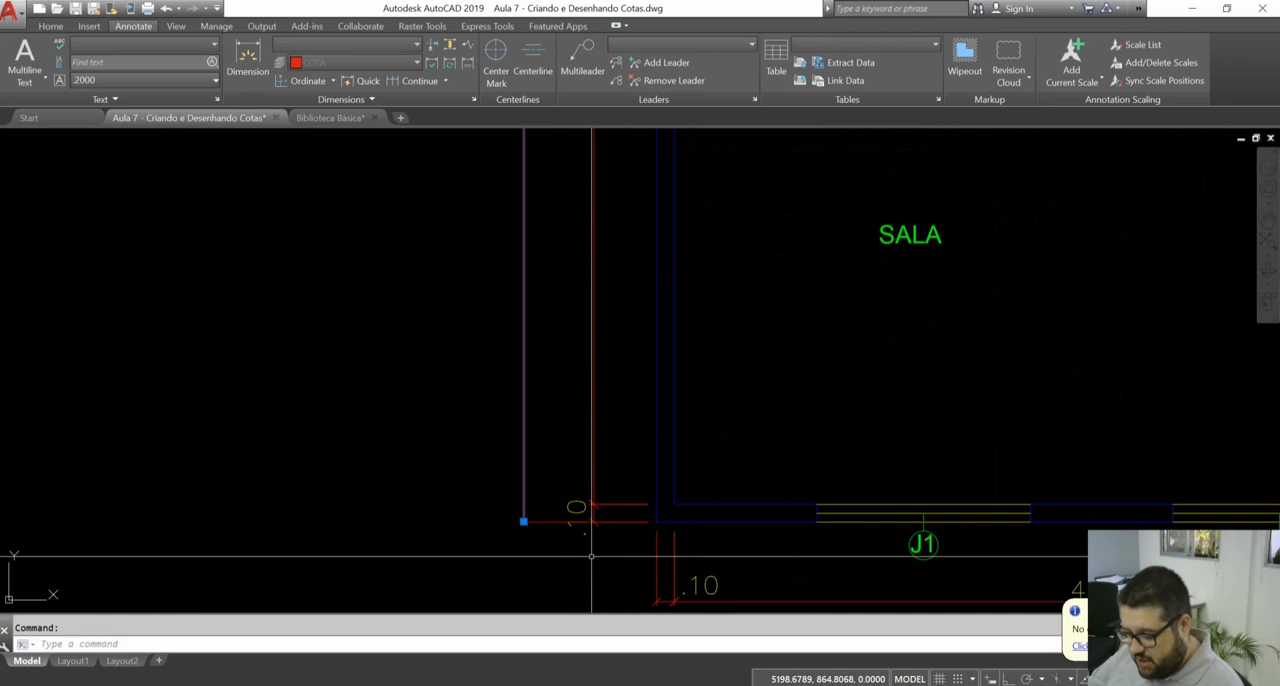 Autodesk AutoCAD 2019 Aula 7 - Criando e Desenhando Cotas.dwg
Type a keyword or phrase
Sign In
Home Insert Annotate View Manage Output Add-ins Collaborate Raster Tools Express Tools Featured Apps
Multiline Text
Find text
.2000
Text
Dimension
COTA
Ordinate
Quick
Continue
Dimensions
Center Mark
Centerline
Centerlines
Multileader
Add Leader
Remove Leader
Leaders
Table
Extract Data
Link Data
Tables
Wipeout
Revision Cloud
Markup
Add Current Scale
Scale List
Add/Delete Scales
Sync Scale Positions
Annotation Scaling
Start
Aula 7 - Criando e Desenhando Cotas*
Biblioteca Básica*
SALA
J1
.10
4
Y
X
No
Clic
Command:
Type a command
Model Layout1 Layout2
5198.6789, 864.8068, 0.0000 MODEL